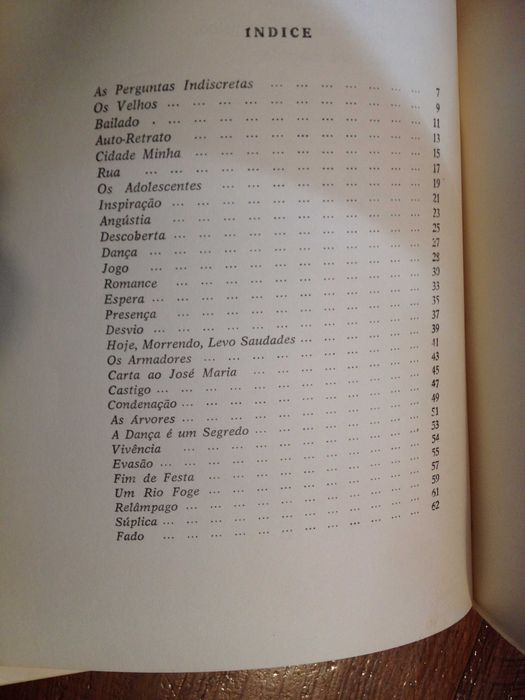 ÍNDICE
As Perguntas Indiscretas ... ... ... ... ... ... ... 7
Os Velhos ... ... ... ... ... ... ... ... ... ... 9
Bailado . ... ... ... ... ... ... ... ... ... ... 11
Auto-Retrato ... ... ... ... ... ... ... ... ... 13
Cidade Minha ... ... ... ... ... ... ... ... ... 15
Rua ... ... ... ... ... ... ... ... ... ... ... 17
Os Adolescentes ... ... ... ... ... ... ... ... 19
Inspiração ... ... ... ... ... ... ... ... ... ... 21
Angústia ... ... ... ... ... ... ... ... ... ... 23
Descoberta ... ... ... ... ... ... ... ... ... ... 25
Dança ... ... ... ... ... ... ... ... ... ... ... 27
Jogo ... ... ... ... ... ... ... ... ... ... ... 28
Romance ... ... ... ... ... ... ... ... ... ... 30
Espera ... ... ... ... ... ... ... ... ... ... ... 33
Presença ... ... ... ... ... ... ... ... ... ... 35
Desvio ... ... ... ... ... ... ... ... ... ... ... 37
Hoje, Morrendo, Levo Saudades ... ... ... ... ... 39
Os Armadores ... ... ... ... ... ... ... ... ... 41
Carta ao José Maria ... ... ... ... ... ... ... 43
Castigo ... ... ... ... ... ... ... ... ... ... ... 45
Condenação ... ... ... ... ... ... ... ... ... ... 47
As Árvores ... ... ... ... ... ... ... ... ... ... 49
A Dança é um Segredo ... ... ... ... ... ... ... 51
Vivência ... ... ... ... ... ... ... ... ... ... 53
Evasão ... ... ... ... ... ... ... ... ... ... ... 54
Fim de Festa ... ... ... ... ... ... ... ... ... 55
Um Rio Foge ... ... ... ... ... ... ... ... ... 57
Relâmpago ... ... ... ... ... ... ... ... ... ... 59
Súplica ... ... ... ... ... ... ... ... ... ... ... 61
Fado ... ... ... ... ... ... ... ... ... ... ... 62